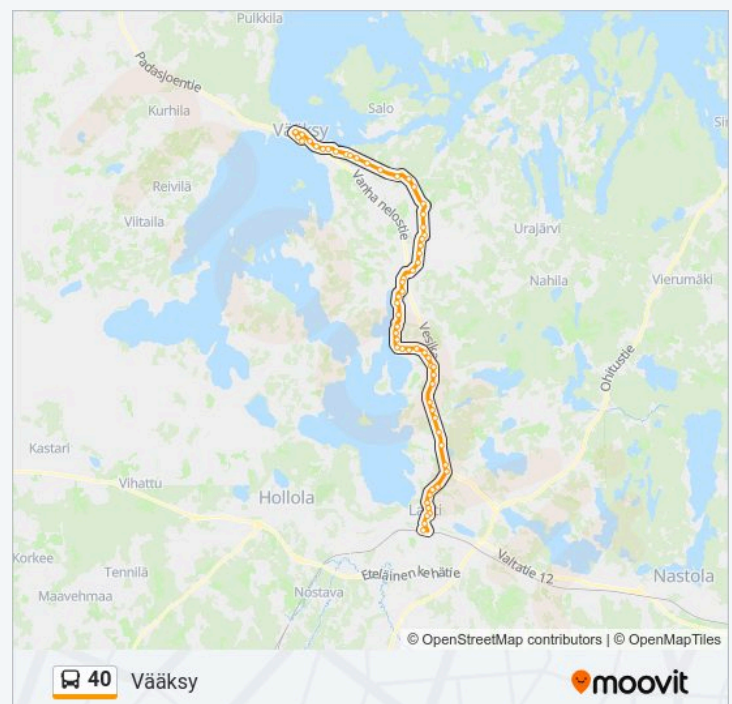 Pulkkila
Padasjoentie
Kurhila
Salo
Vääksy
Reivilä
Vanha nelostie
Viitaila
Urajärvi
Nahila
Vierumäki
Vesika
Ohitustie
Kastari
Vihattu
Hollola
Valtatie 12
Korkee
Tennilä
Eteläinen kehätie
Nastola
Maavehmaa
Nostava
© OpenStreetMap contributors | © OpenMapTiles
40 Vääksy
moovit